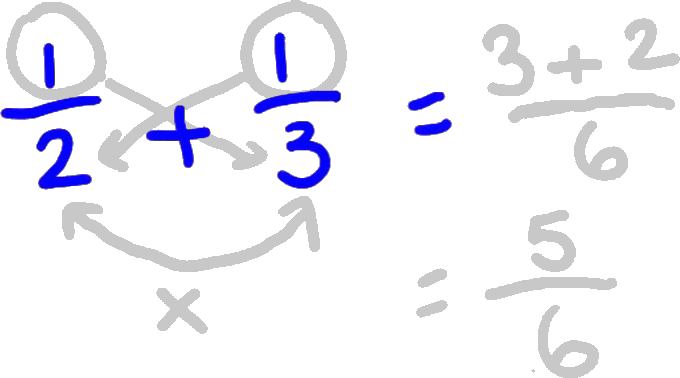 1/2 + 1/3 = 3+2/6
= 5/6
×